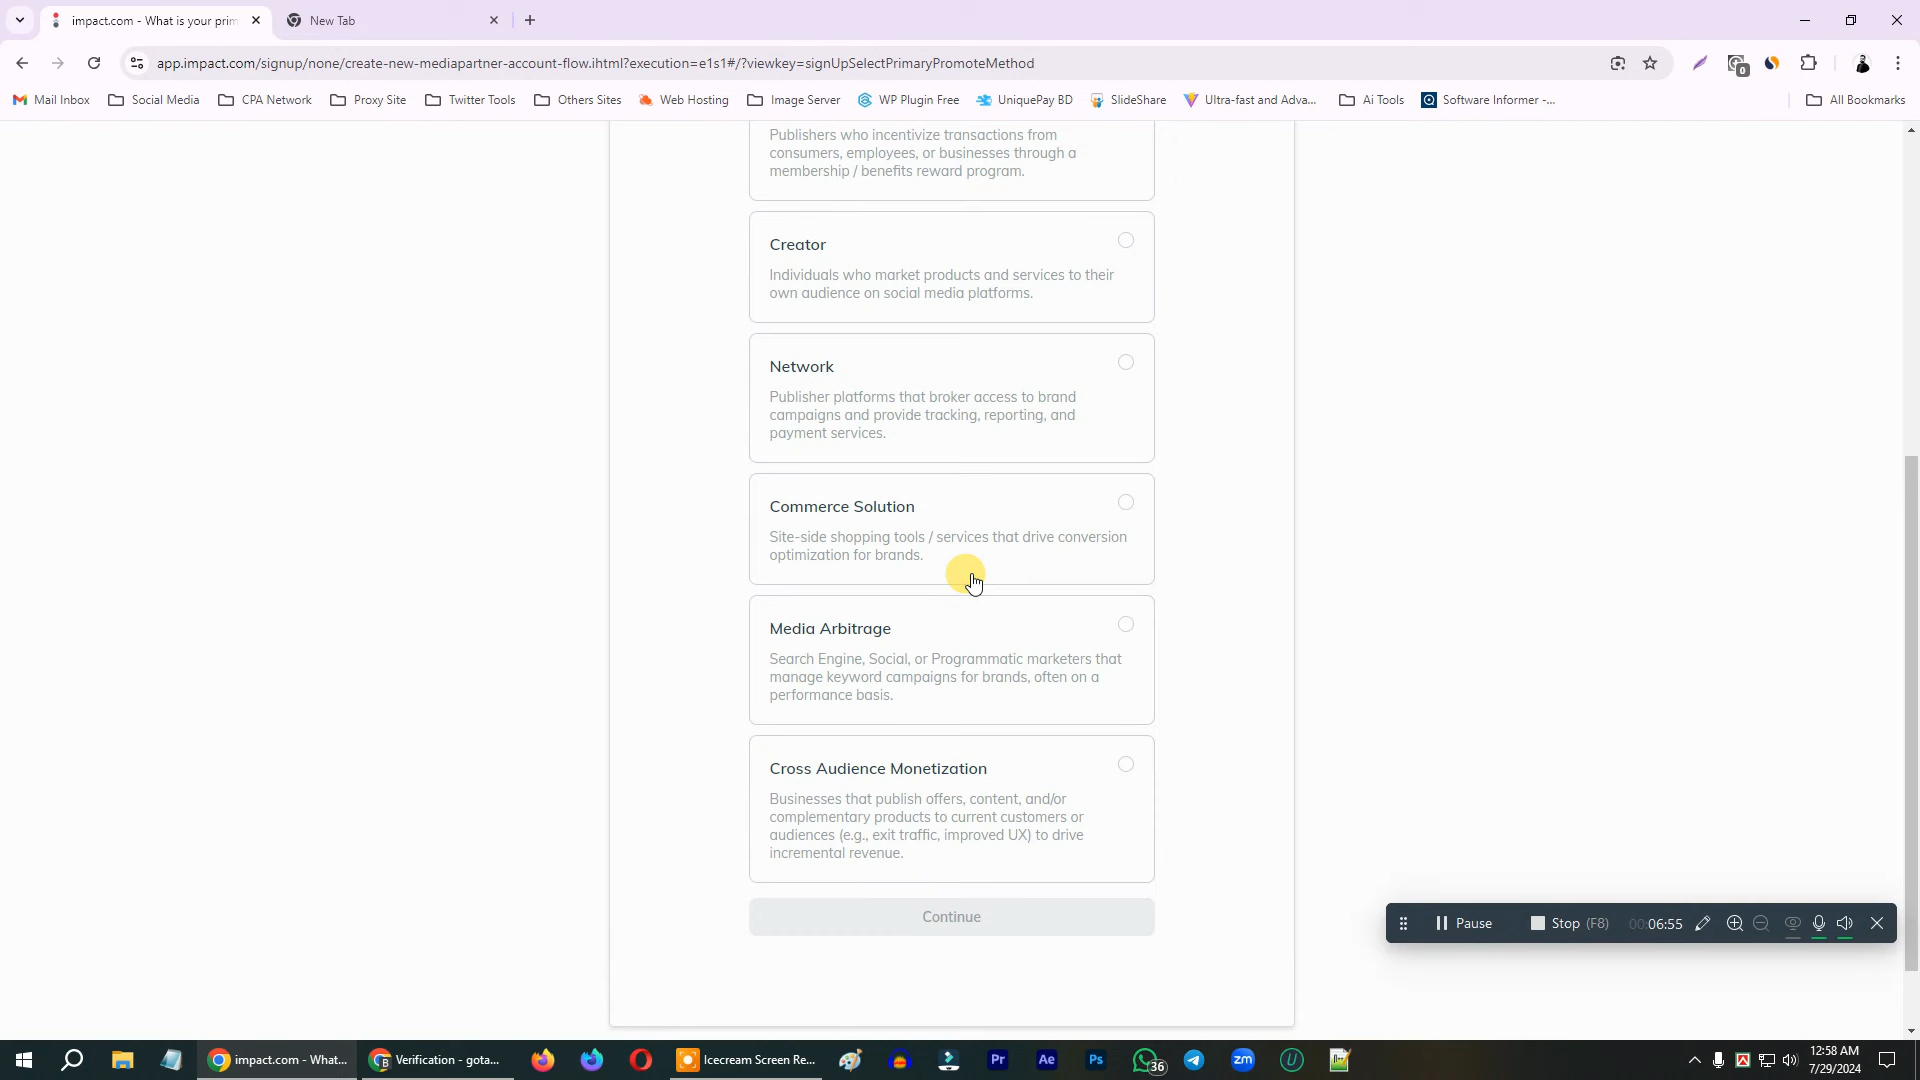 impact.com - What is your prim
New Tab
app.impact.com/signup/none/create-new-mediapartner-account-flow.ihtml?execution=e1s1#/?viewkey=signUpSelectPrimaryPromoteMethod
0
Mail Inbox
Social Media
CPA Network
Proxy Site
Twitter Tools
Others Sites
Web Hosting
Image Server
WP Plugin Free
UniquePay BD
SlideShare
Ultra-fast and Adva...
Ai Tools
Software Informer -...
All Bookmarks
Publishers who incentivize transactions from
consumers, employees, or businesses through a
membership / benefits reward program.
Creator
Individuals who market products and services to their
own audience on social media platforms.
Network
Publisher platforms that broker access to brand
campaigns and provide tracking, reporting, and
payment services.
Commerce Solution
Site-side shopping tools / services that drive conversion
optimization for brands.
Media Arbitrage
Search Engine, Social, or Programmatic marketers that
manage keyword campaigns for brands, often on a
performance basis.
Cross Audience Monetization
Businesses that publish offers, content, and/or
complementary products to current customers or
audiences (e.g., exit traffic, improved UX) to drive
incremental revenue.
Continue
Pause
Stop (F8)
00:06:55
impact.com - What...
Verification - gota...
Icecream Screen Re...
Pr
Ae
Ps
36
zm
U
12:58 AM
7/29/2024